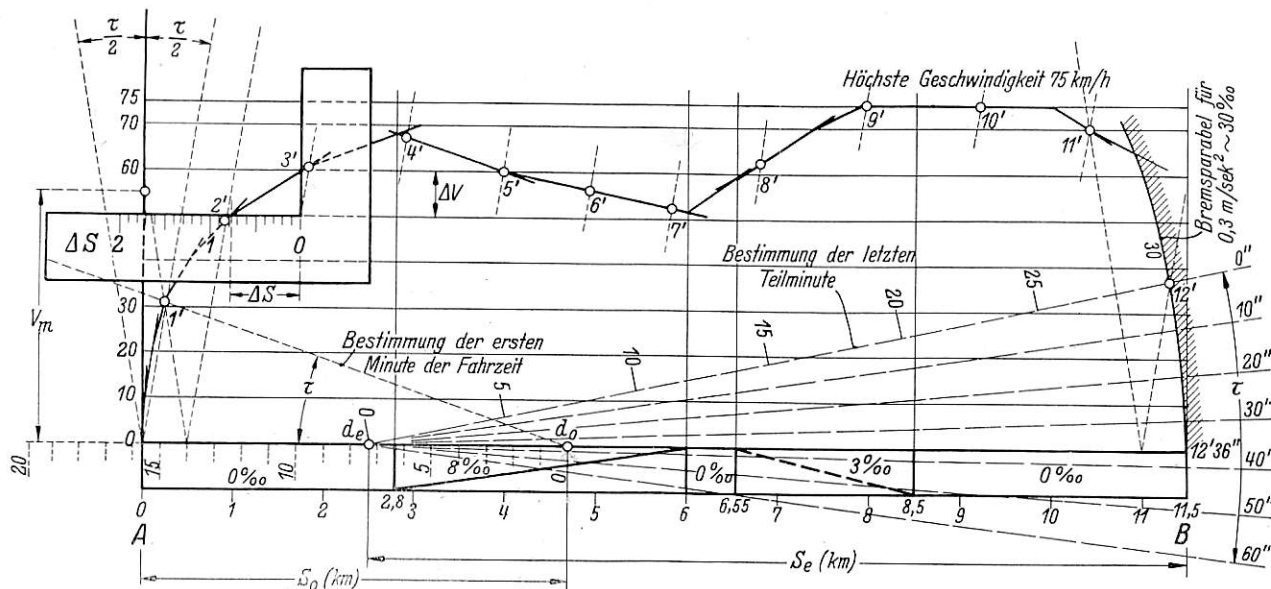 τ/2 τ/2
Höchste Geschwindigkeit 75 km/h
Bremsparabel für
0,3 m/sek² ~ 30‰
75
70
60
30
20
10
0
Vm
ΔS 2 1 0
ΔS
ΔV
1'
2'
3'
4'
5'
6'
7'
8'
9'
10'
11'
12'
Bestimmung der letzten
Teilminute
Bestimmung der ersten
Minute der Fahrzeit
τ
0 5 10 15 20 25 30
0"
10"
20"
τ
30"
40"
50"
60"
12'36"
de
do
20 15 10 5 0
0‰ 8‰ 0‰ 3‰ 0‰
0 1 2 2,8 3 4 5 6 6,55 7 8 8,5 9 10 11 11,5
A B
Se (km)
So (km)